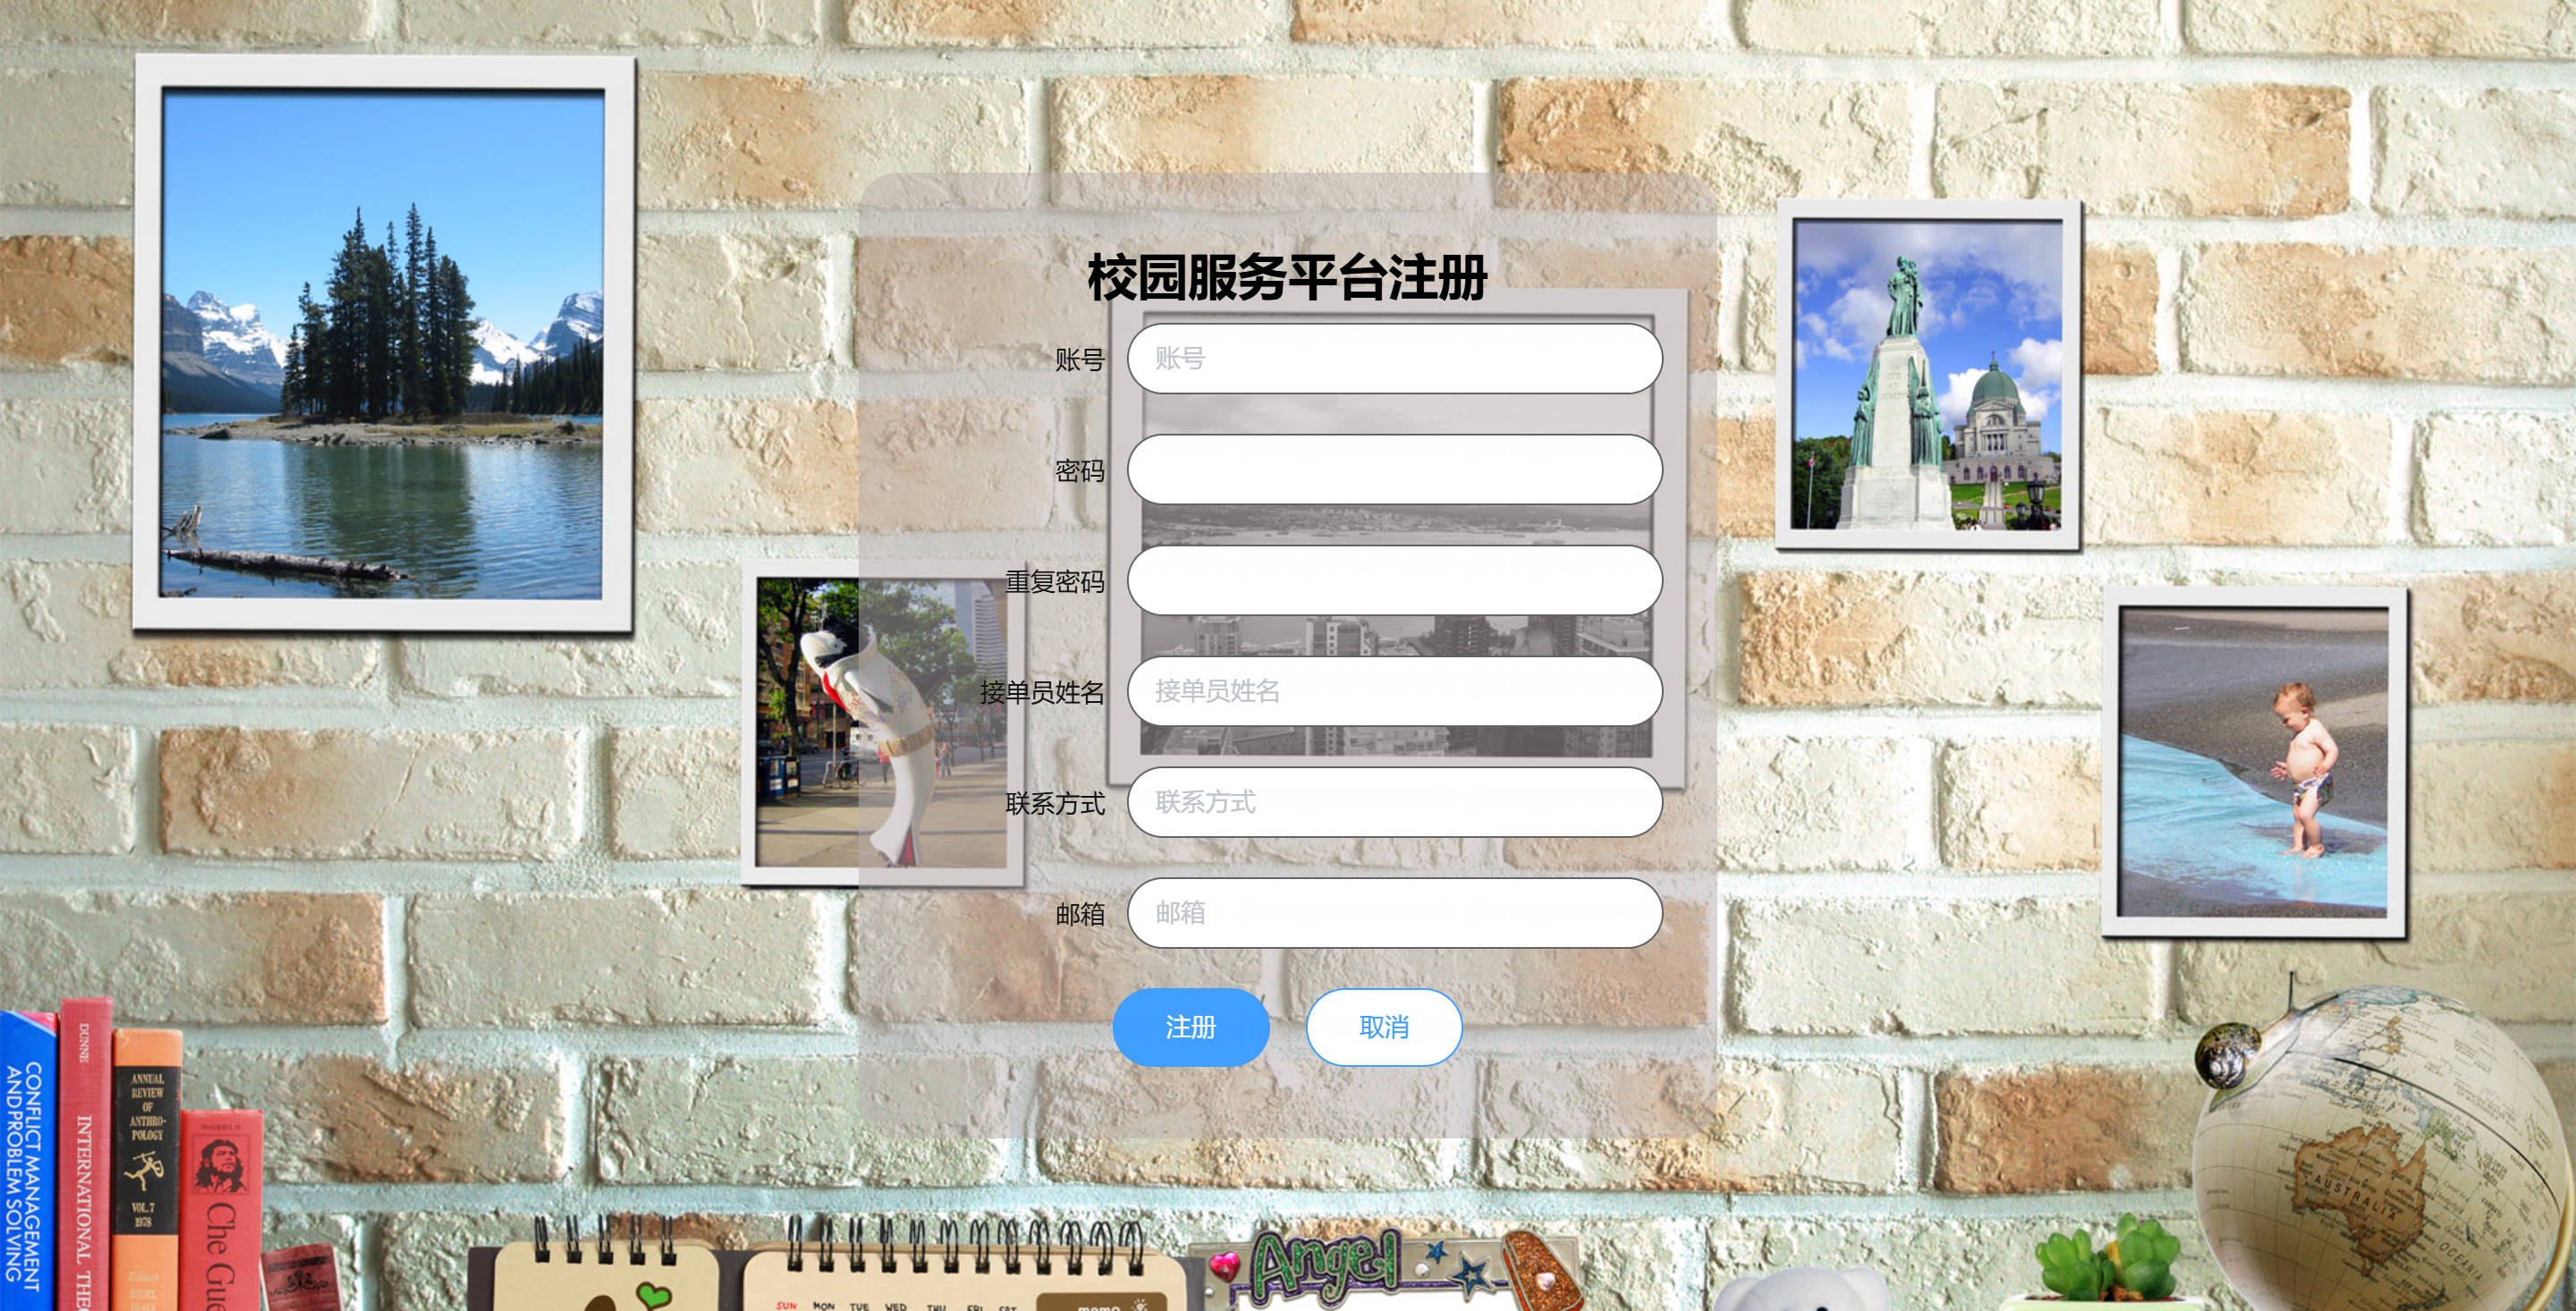 校园服务平台注册
账号
账号
密码
重复密码
接单员姓名
接单员姓名
联系方式
联系方式
邮箱
邮箱
注册
取消
CONFLICT MANAGEMENT
AND PROBLEM SOLVING
DUNNE
INTERNATIONAL
ANNUAL
REVIEW
OF
ANTHRO-
POLOGY
VOL.7
1978
Che
Angel
SUN MON TUE WED THU FRI SAT
memo
AUSTRALIA
OCEANIA